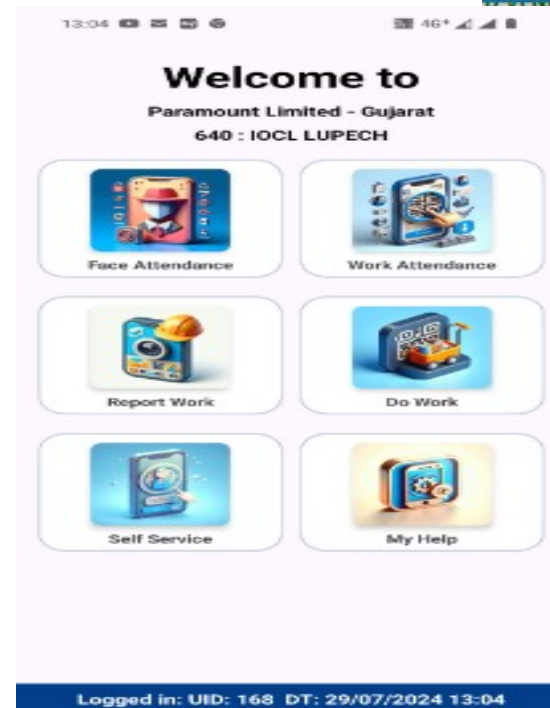 13:04
4G+
Welcome to
Paramount Limited - Gujarat
640 : IOCL LUPECH
Face Attendance
Work Attendance
Report Work
Do Work
Self Service
My Help
Logged in: UID: 168 DT: 29/07/2024 13:04